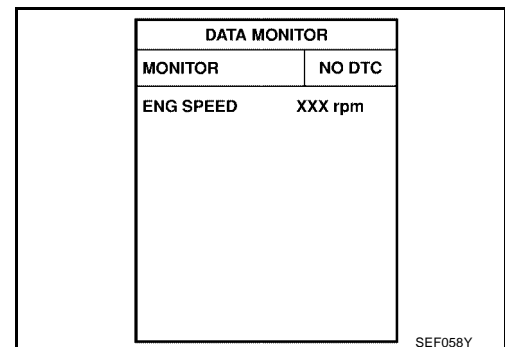 DATA MONITOR
MONITOR NO DTC
ENG SPEED XXX rpm
SEF058Y